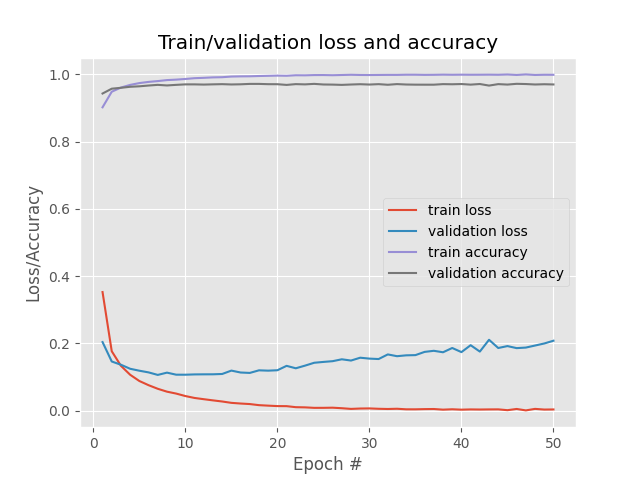 Train/validation loss and accuracy
1.0
0.8
0.6
0.4
0.2
0.0
Loss/Accuracy
train loss
validation loss
train accuracy
validation accuracy
0 10 20 30 40 50
Epoch #